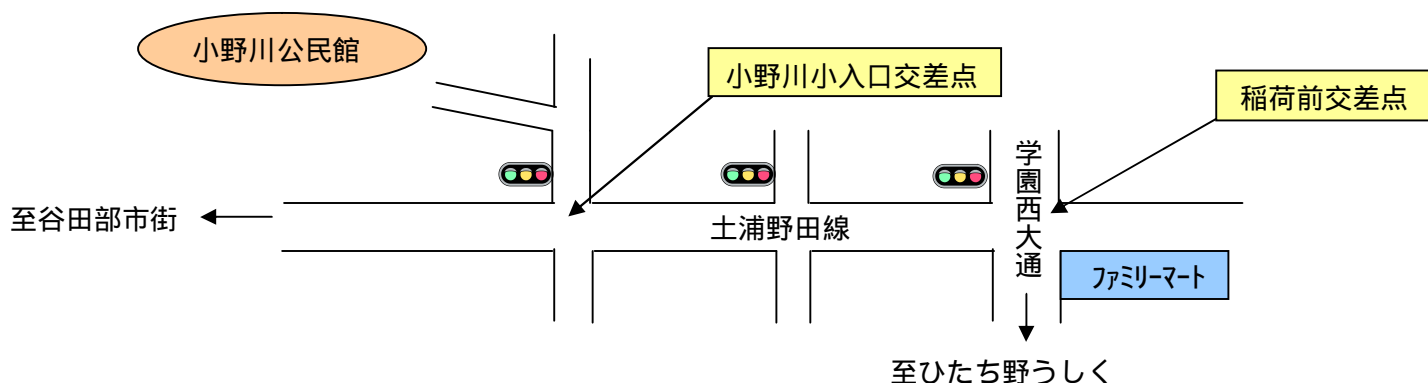 小野川公民館
小野川小入口交差点
稲荷前交差点
学園西大通
至谷田部市街
土浦野田線
ﾌｧﾐﾘｰﾏｰﾄ
至ひたち野うしく